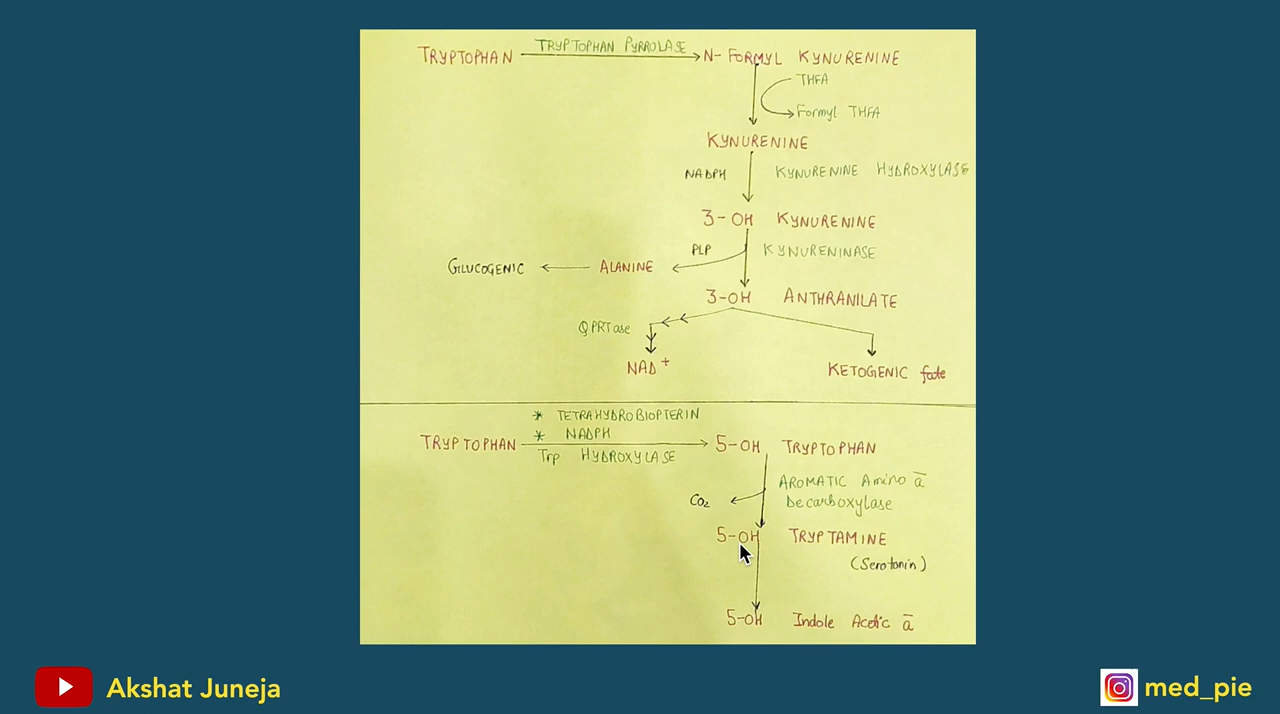 TRYPTOPHAN TRYPTOPHAN PYRROLASE N- FORMYL KYNURENINE
THFA
Formyl THFA
KYNURENINE
NADPH KYNURENINE HYDROXYLASE
3-OH KYNURENINE
PLP KYNURENINASE
GLUCOGENIC ALANINE
3-OH ANTHRANILATE
QPRTase
NAD+ KETOGENIC fate
* TETRAHYDROBIOPTERIN
* NADPH
TRYPTOPHAN 5-OH TRYPTOPHAN
Trp HYDROXYLASE
AROMATIC Amino ā
CO2 Decarboxylase
5-OH TRYPTAMINE
(Serotonin)
5-OH Indole Acetic ā
Akshat Juneja med_pie